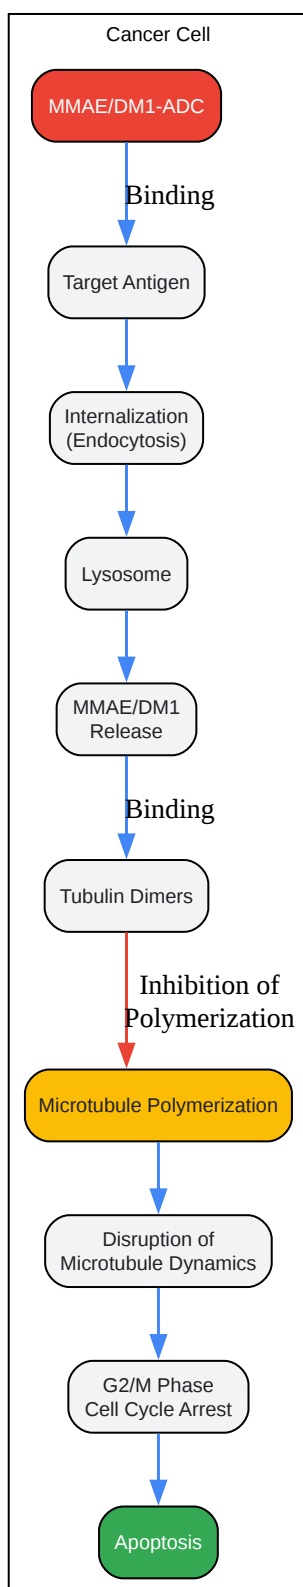 Cancer Cell
MMAE/DM1-ADC
Binding
Target Antigen
Internalization
(Endocytosis)
Lysosome
MMAE/DM1
Release
Binding
Tubulin Dimers
Inhibition of
Polymerization
Microtubule Polymerization
Disruption of
Microtubule Dynamics
G2/M Phase
Cell Cycle Arrest
Apoptosis